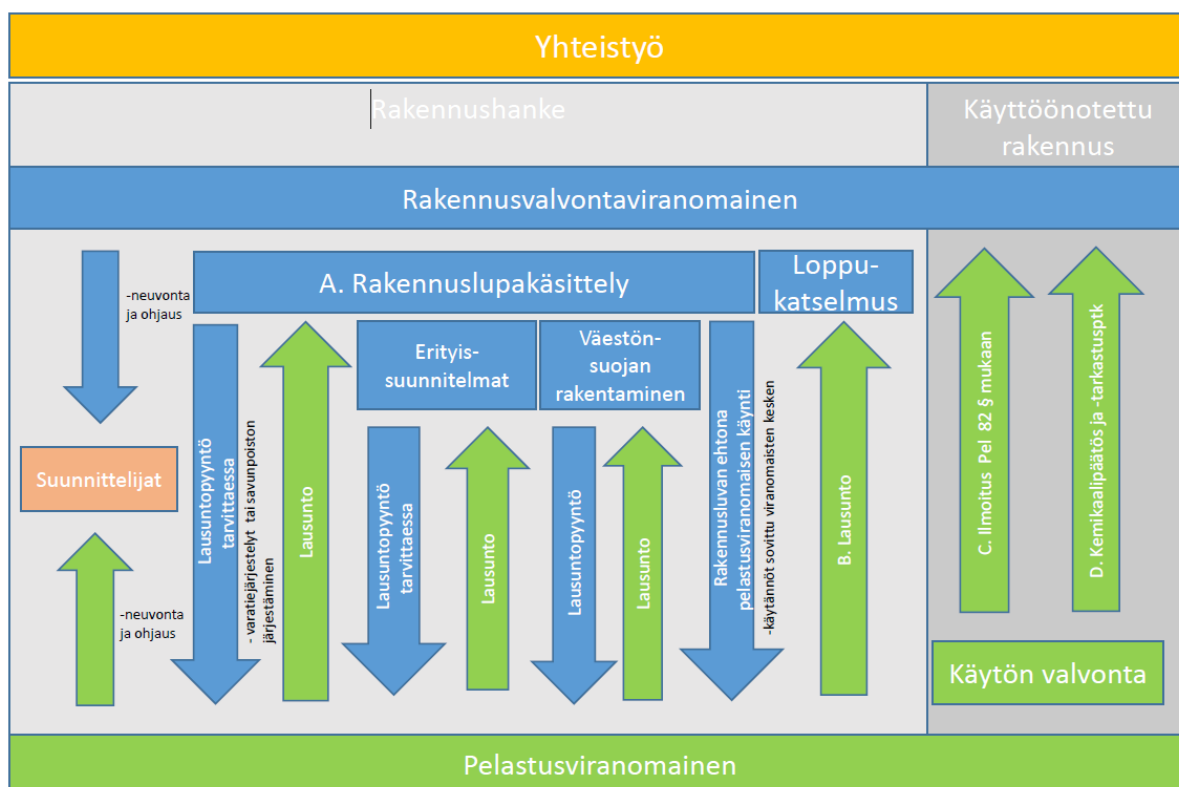 Yhteistyö
Rakennushanke
Käyttöönotettu
rakennus
Rakennusvalvontaviranomainen
-neuvonta
ja ohjaus
A. Rakennuslupakäsittely
Loppu-
katselmus
Erityis-
suunnitelmat
Väestön-
suojan
rakentaminen
Suunnittelijat
-neuvonta
ja ohjaus
Lausuntopyyntö
tarvittaessa
- varatiejärjestelyt tai savunpoiston
järjestäminen
Lausunto
Lausuntopyyntö
tarvittaessa
Lausunto
Lausuntopyyntö
Lausunto
Rakennusluvan ehtona
pelastusviranomaisen käynti
-käytännöt sovittu viranomaisten kesken
B. Lausunto
C. Ilmoitus Pel 82 § mukaan
D. Kemikaalipäätös ja -tarkastusptk
Käytön valvonta
Pelastusviranomainen